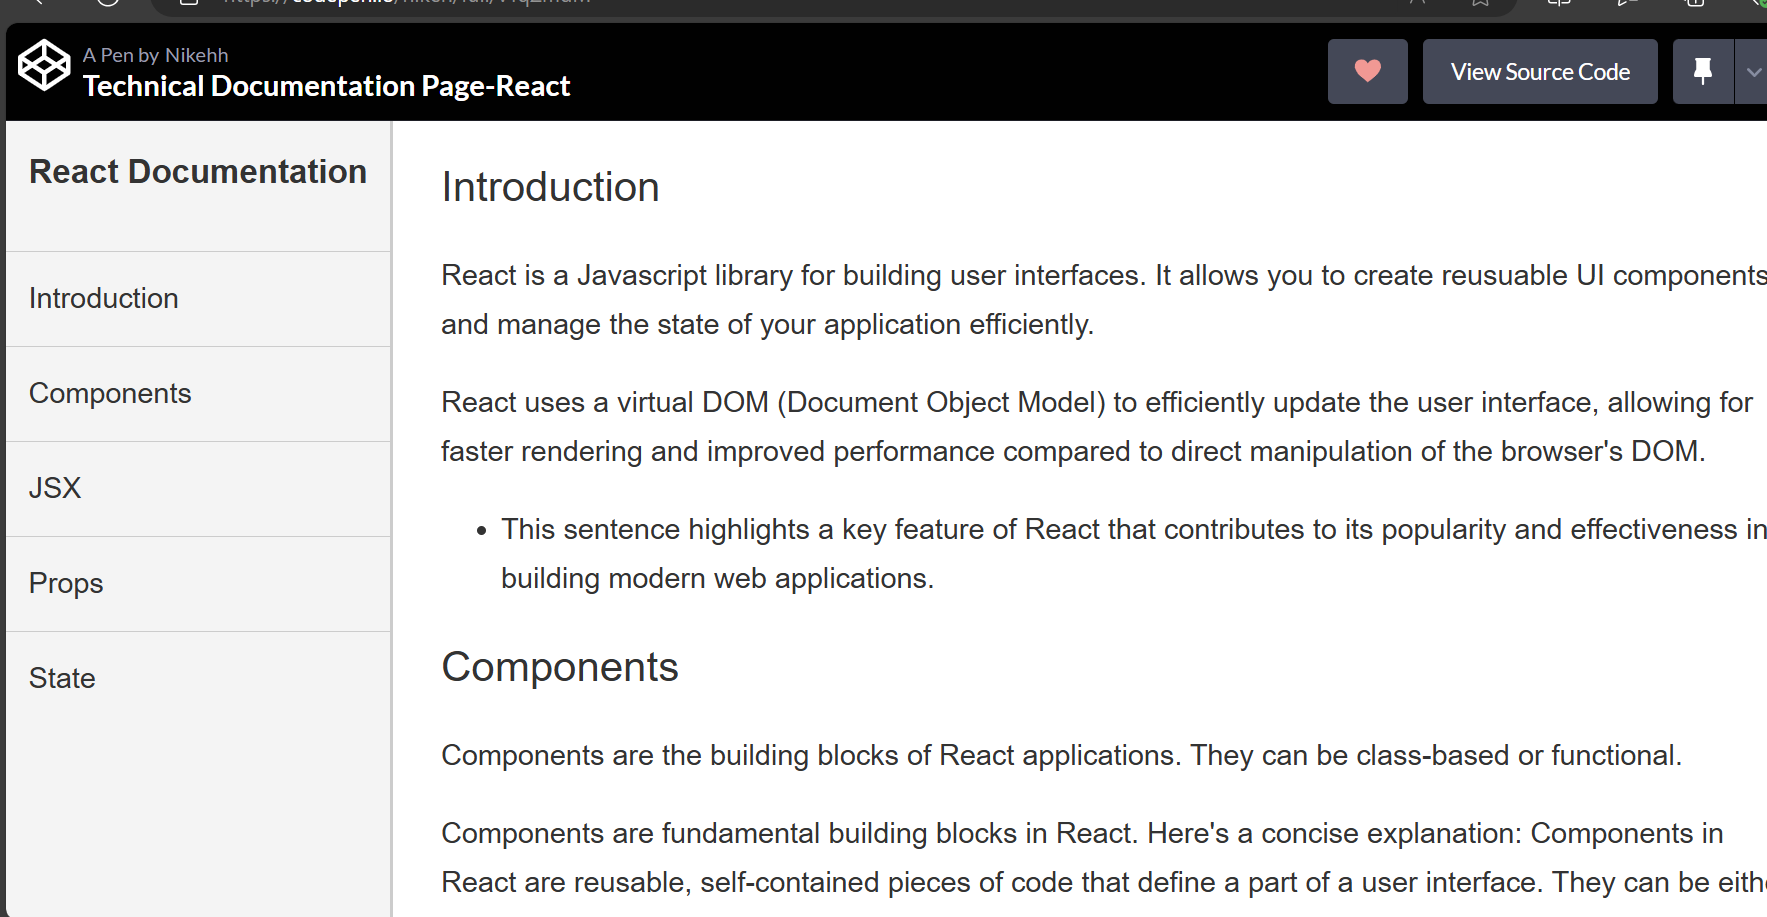 A Pen by Nikehh
Technical Documentation Page-React
View Source Code
React Documentation
Introduction
Components
JSX
Props
State
Introduction
React is a Javascript library for building user interfaces. It allows you to create reusuable UI components
and manage the state of your application efficiently.
React uses a virtual DOM (Document Object Model) to efficiently update the user interface, allowing for
faster rendering and improved performance compared to direct manipulation of the browser's DOM.
• This sentence highlights a key feature of React that contributes to its popularity and effectiveness in
building modern web applications.
Components
Components are the building blocks of React applications. They can be class-based or functional.
Components are fundamental building blocks in React. Here's a concise explanation: Components in
React are reusable, self-contained pieces of code that define a part of a user interface. They can be